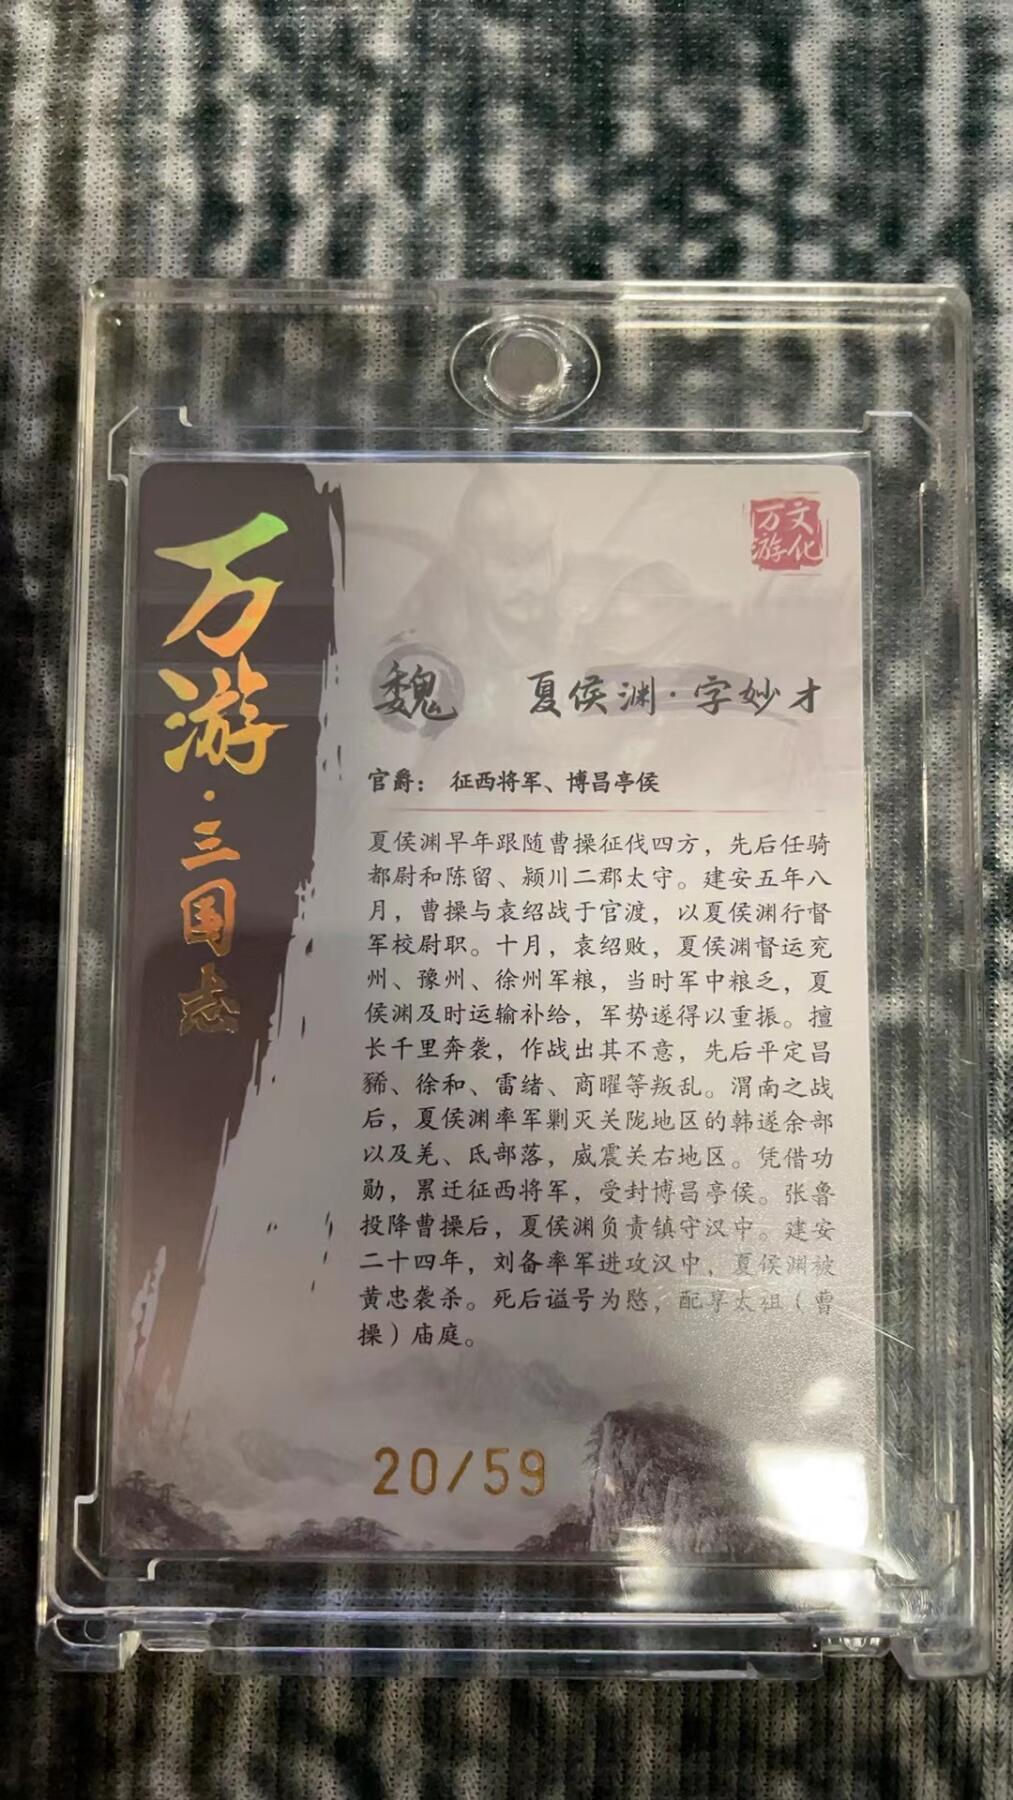 万游·三国志
万游
文化
魏 夏侯渊·字妙才
官爵： 征西将军、博昌亭侯
夏侯渊早年跟随曹操征伐四方，先后任骑
都尉和陈留、颍川二郡太守。建安五年八
月，曹操与袁绍战于官渡，以夏侯渊行督
军校尉职。十月，袁绍败，夏侯渊督运兖
州、豫州、徐州军粮，当时军中粮乏，夏
侯渊及时运输补给，军势遂得以重振。擅
长千里奔袭，作战出其不意，先后平定昌
豨、徐和、雷绪、商曜等叛乱。渭南之战
后，夏侯渊率军剿灭关陇地区的韩遂余部
以及羌、氐部落，威震关右地区。凭借功
勋，累迁征西将军，受封博昌亭侯。张鲁
投降曹操后，夏侯渊负责镇守汉中。建安
二十四年，刘备率军进攻汉中，夏侯渊被
黄忠袭杀。死后谥号为愍，配享太祖（曹
操）庙庭。
20/59